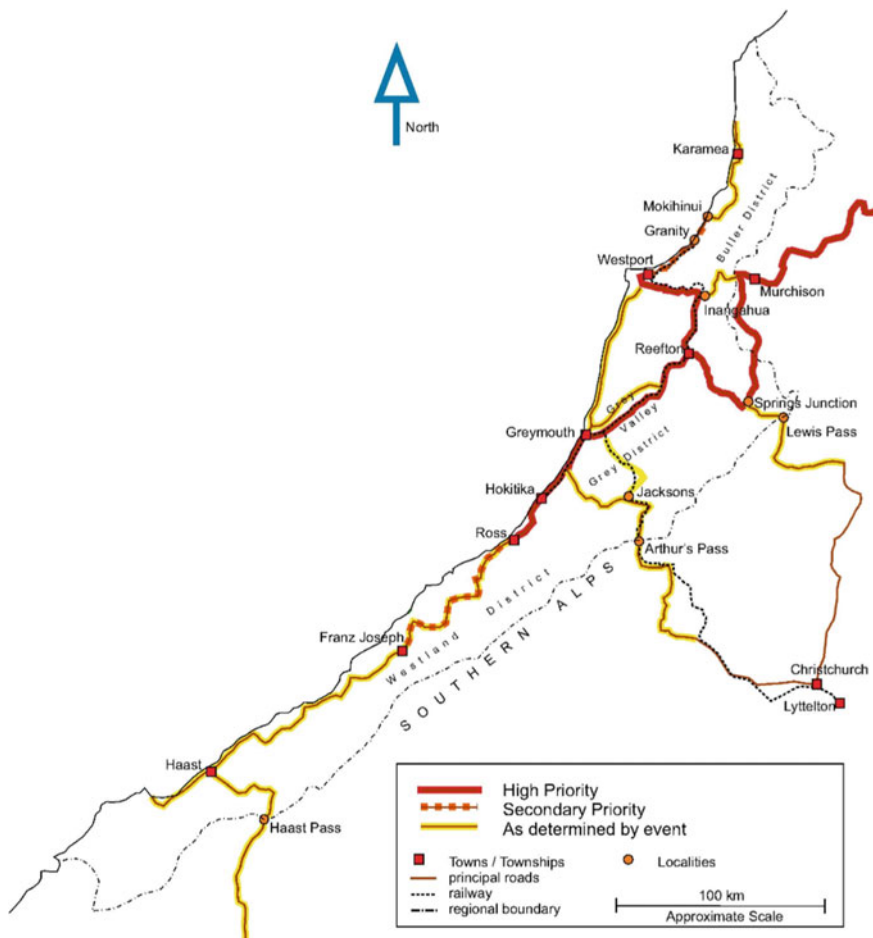 North
Karamea
Mokihinui
Granity
Buller District
Westport
Murchison
Inangahua
Reefton
Springs Junction
Lewis Pass
Grey
Valley
Greymouth
Grey District
Hokitika
Jacksons
Ross
Arthur's Pass
Westland District
Franz Joseph
SOUTHERN ALPS
Christchurch
Lyttelton
Haast
Haast Pass
High Priority
Secondary Priority
As determined by event
Towns / Townships
Localities
principal roads
railway
regional boundary
100 km
Approximate Scale